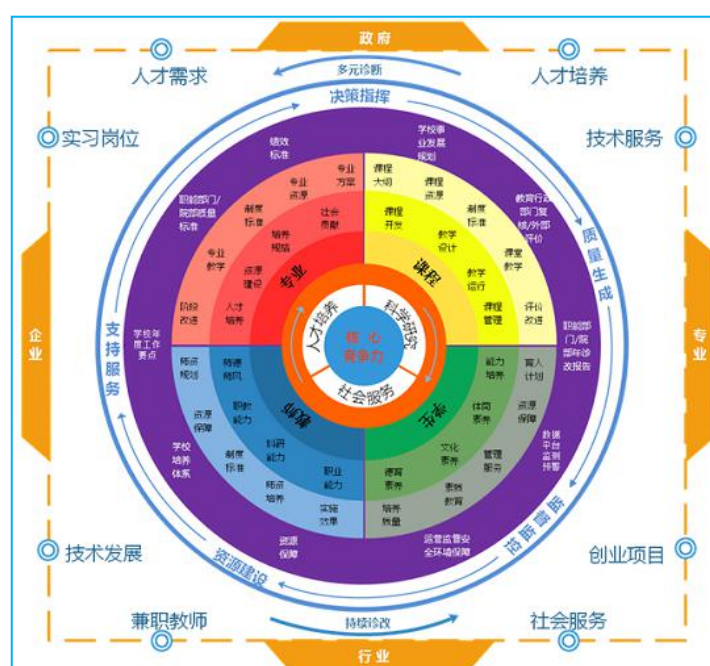 政府
人才需求
多元诊断
人才培养
决策指挥
实习岗位
技术服务
绩效
标准
学校事
业发展
规划
职能部门/
院部质量
标准
教育行政
部门复
核/外部
评价
专业
方案
专业
资源
制度
标准
专业
教学
阶段
改进
社会
贡献
培养
规格
资源
建设
人才
培养
专业
课程
大纲
课程
资源
制度
标准
课堂
教学
评价
改进
课程
开发
教学
设计
教学
运行
课程
管理
课程
质量生成
企业
支持服务
学校年
度工作
要点
人才培养
科学研究
社会服务
核心
竞争力
职能部
门/院
部年诊
改报告
专业
师资
规划
资源
保障
制度
标准
师资
培养
实施
效果
师德
师风
职教
能力
科研
能力
职业
能力
教师
能力
培养
体闲
素养
文化
素养
德育
素养
学生
育人
计划
资源
保障
管理
服务
素质
教育
培养
质量
学校
培养
体系
数据
平台
监测
预警
资源
保障
运营监督安
全环境保障
技术发展
资源建设
监督监控
创业项目
兼职教师
持续诊改
社会服务
行业